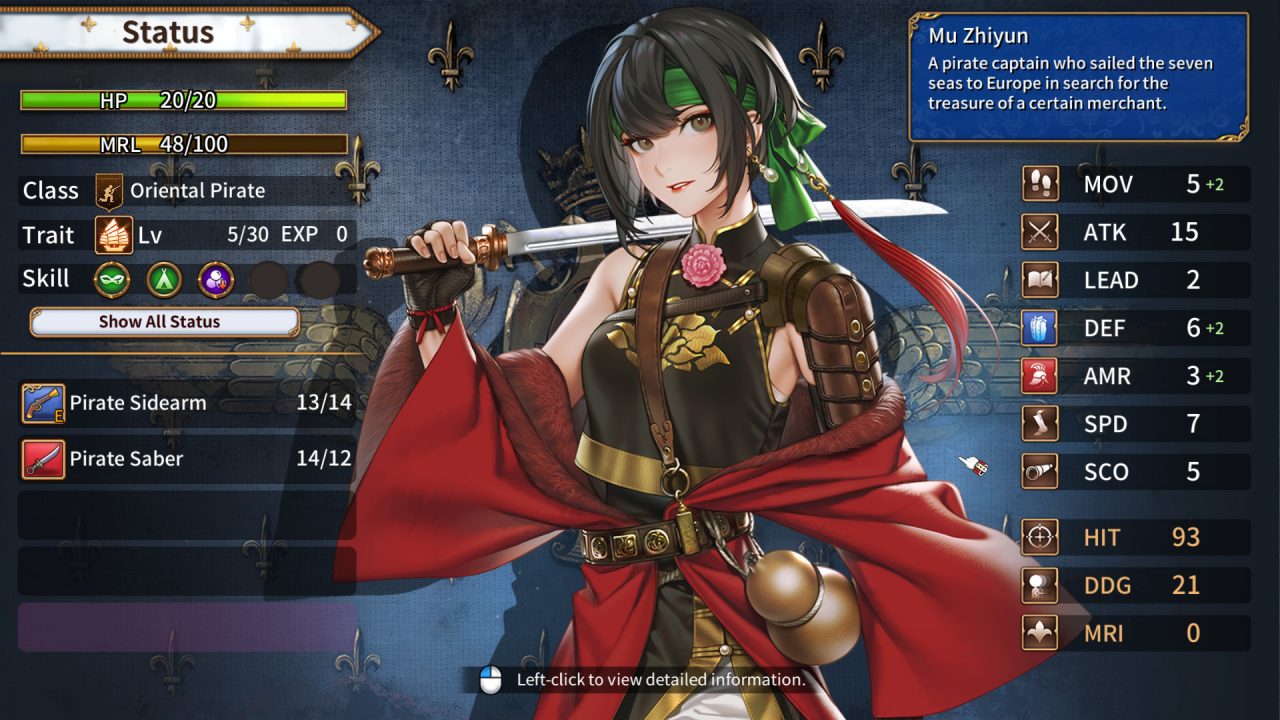 Status
HP 20/20
MRL 48/100
Class Oriental Pirate
Trait Lv 5/30 EXP 0
Skill
Show All Status
E Pirate Sidearm 13/14
Pirate Saber 14/12
Mu Zhiyun
A pirate captain who sailed the seven
seas to Europe in search for the
treasure of a certain merchant.
MOV 5 +2
ATK 15
LEAD 2
DEF 6 +2
AMR 3 +2
SPD 7
SCO 5
HIT 93
DDG 21
MRI 0
Left-click to view detailed information.